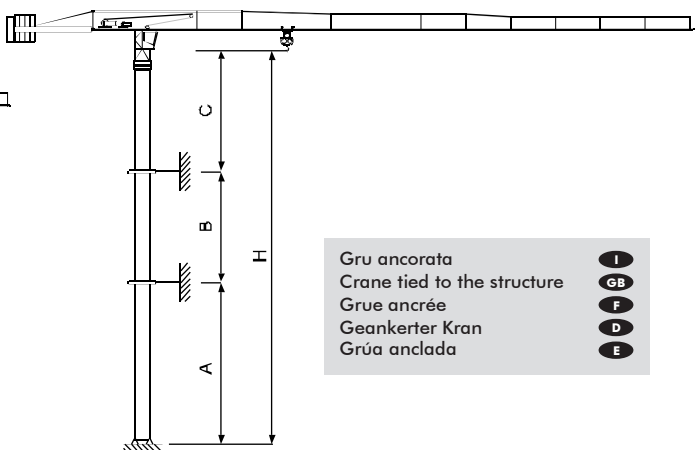 C
B
H
A
Gru ancorata I
Crane tied to the structure GB
Grue ancrée F
Geankerter Kran D
Grúa anclada E